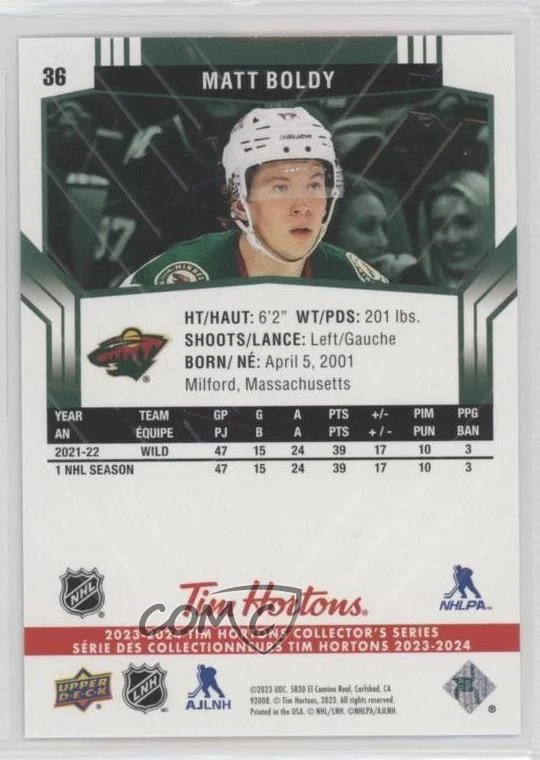 36
MATT BOLDY
HT/HAUT: 6'2" WT/PDS: 201 lbs.
SHOOTS/LANCE: Left/Gauche
BORN/ NÉ: April 5, 2001
Milford, Massachusetts
YEAR TEAM GP G A PTS +/- PIM PPG
AN ÉQUIPE PJ B A PTS +/- PUN BAN
2021-22 WILD 47 15 24 39 17 10 3
1 NHL SEASON 47 15 24 39 17 10 3
NHL
Tim Hortons®
NHLPA
COMC
2023-2024 TIM HORTONS COLLECTOR'S SERIES
SÉRIE DES COLLECTIONNEURS TIM HORTONS 2023-2024
UPPER DECK
LNH
AJLNH
©2023 UDC. 5830 El Camino Real, Carlsbad, CA
92008. © Tim Hortons, 2023. All rights reserved.
Printed in the USA. © NHL/LNH. ©NHLPA/AJLNH.